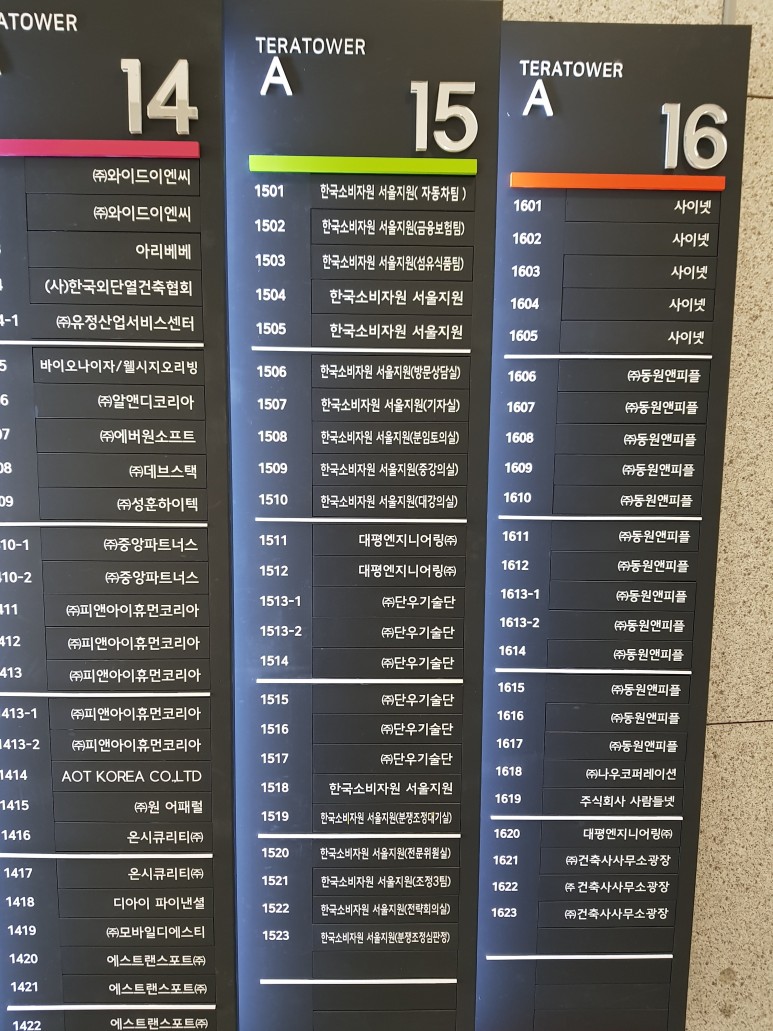 ATOWER
14
㈜와이드이엔씨
㈜와이드이엔씨
아리베베
(사)한국외단열건축협회
4-1 ㈜유정산업서비스센터
5 바이오나이자/웰시지오리빙
6 ㈜알앤디코리아
07 ㈜에버원소프트
08 ㈜데브스택
09 ㈜성훈하이텍
410-1 ㈜중앙파트너스
410-2 ㈜중앙파트너스
411 ㈜피앤아이휴먼코리아
412 ㈜피앤아이휴먼코리아
413 ㈜피앤아이휴먼코리아
413-1 ㈜피앤아이휴먼코리아
1413-2 ㈜피앤아이휴먼코리아
1414 AOT KOREA CO.,LTD
1415 ㈜원 어패럴
1416 온시큐리티㈜
1417 온시큐리티㈜
1418 디아이 파이낸셜
1419 ㈜모바일디에스티
1420 에스트랜스포트㈜
1421 에스트랜스포트㈜
1422 에스트랜스포트㈜
TERATOWER
A
15
1501 한국소비자원 서울지원( 자동차팀 )
1502 한국소비자원 서울지원(금융보험팀)
1503 한국소비자원 서울지원(섬유식품팀)
1504 한국소비자원 서울지원
1505 한국소비자원 서울지원
1506 한국소비자원 서울지원(방문상담실)
1507 한국소비자원 서울지원(기자실)
1508 한국소비자원 서울지원(분임토의실)
1509 한국소비자원 서울지원(중강의실)
1510 한국소비자원 서울지원(대강의실)
1511 대평엔지니어링㈜
1512 대평엔지니어링㈜
1513-1 ㈜단우기술단
1513-2 ㈜단우기술단
1514 ㈜단우기술단
1515 ㈜단우기술단
1516 ㈜단우기술단
1517 ㈜단우기술단
1518 한국소비자원 서울지원
1519 한국소비자원 서울지원(분쟁조정대기실)
1520 한국소비자원 서울지원(전문위원실)
1521 한국소비자원 서울지원(조정3팀)
1522 한국소비자원 서울지원(전략회의실)
1523 한국소비자원 서울지원(분쟁조정심판정)
TERATOWER
A
16
1601 사이넷
1602 사이넷
1603 사이넷
1604 사이넷
1605 사이넷
1606 ㈜동원앤피플
1607 ㈜동원앤피플
1608 ㈜동원앤피플
1609 ㈜동원앤피플
1610 ㈜동원앤피플
1611 ㈜동원앤피플
1612 ㈜동원앤피플
1613-1 ㈜동원앤피플
1613-2 ㈜동원앤피플
1614 ㈜동원앤피플
1615 ㈜동원앤피플
1616 ㈜동원앤피플
1617 ㈜동원앤피플
1618 ㈜나우코퍼레이션
1619 주식회사 사람들넷
1620 대평엔지니어링㈜
1621 ㈜건축사사무소광장
1622 ㈜건축사사무소광장
1623 ㈜건축사사무소광장